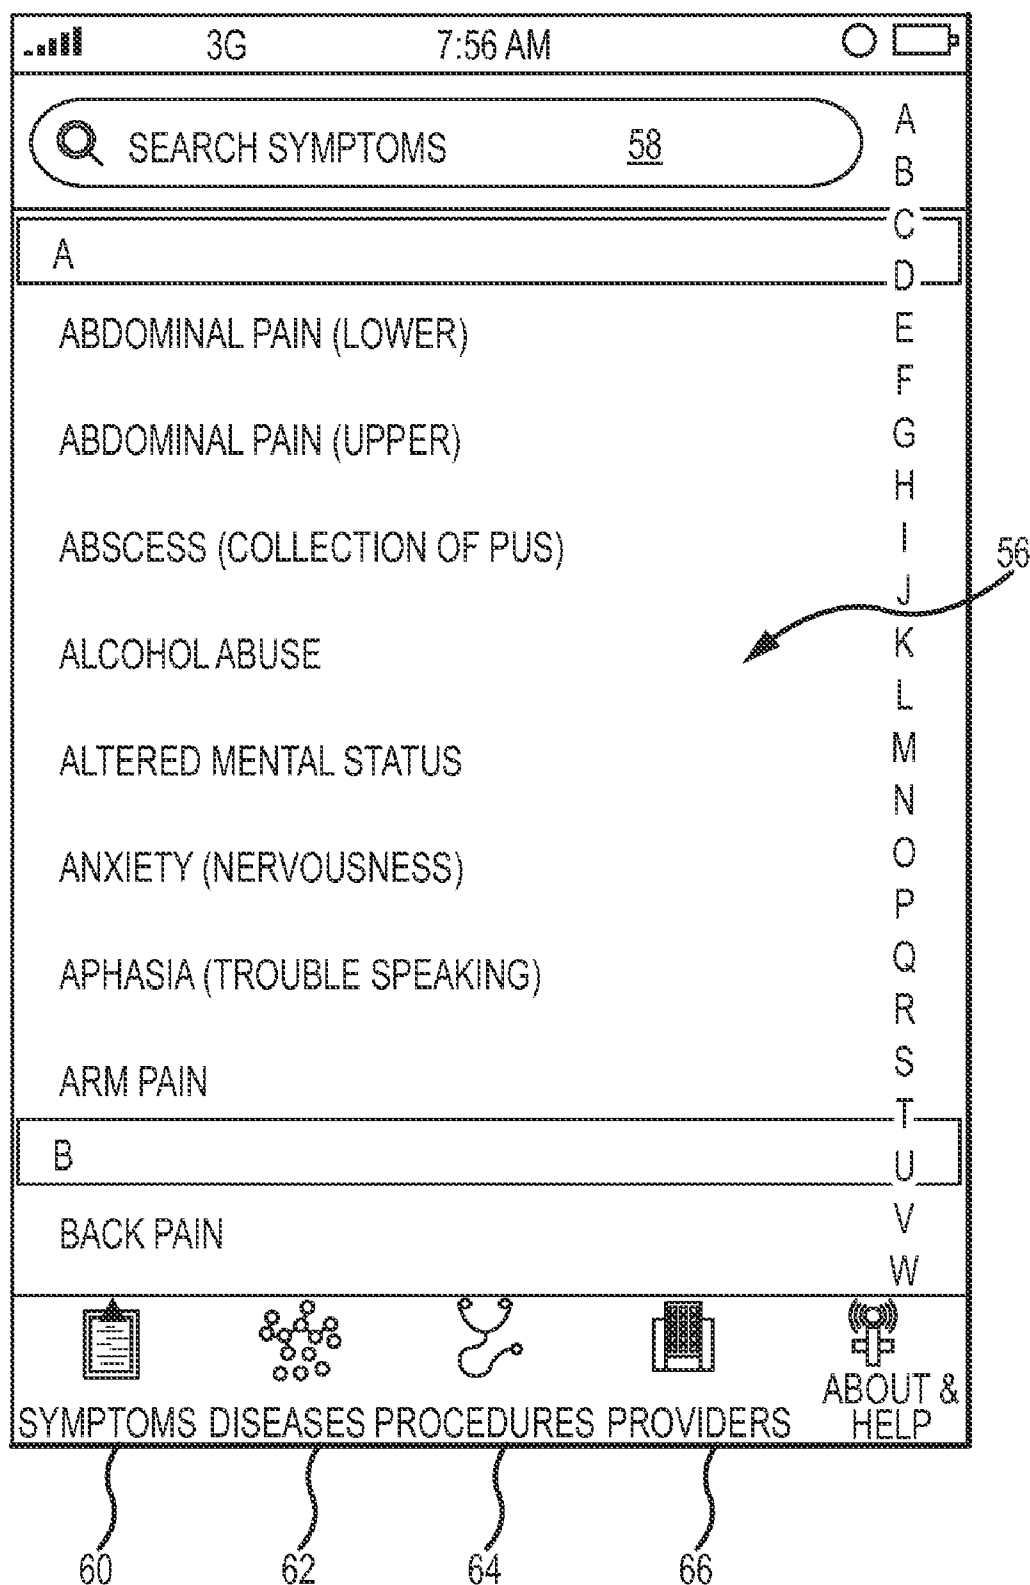 3G 7:56 AM
SEARCH SYMPTOMS 58
A
ABDOMINAL PAIN (LOWER)
ABDOMINAL PAIN (UPPER)
ABSCESS (COLLECTION OF PUS)
ALCOHOL ABUSE
ALTERED MENTAL STATUS
ANXIETY (NERVOUSNESS)
APHASIA (TROUBLE SPEAKING)
ARM PAIN
B
BACK PAIN
A
B
C
D
E
F
G
H
I
J
K
L
M
N
O
P
Q
R
S
T
U
V
W
56
SYMPTOMS DISEASES PROCEDURES PROVIDERS
ABOUT &
HELP
60 62 64 66